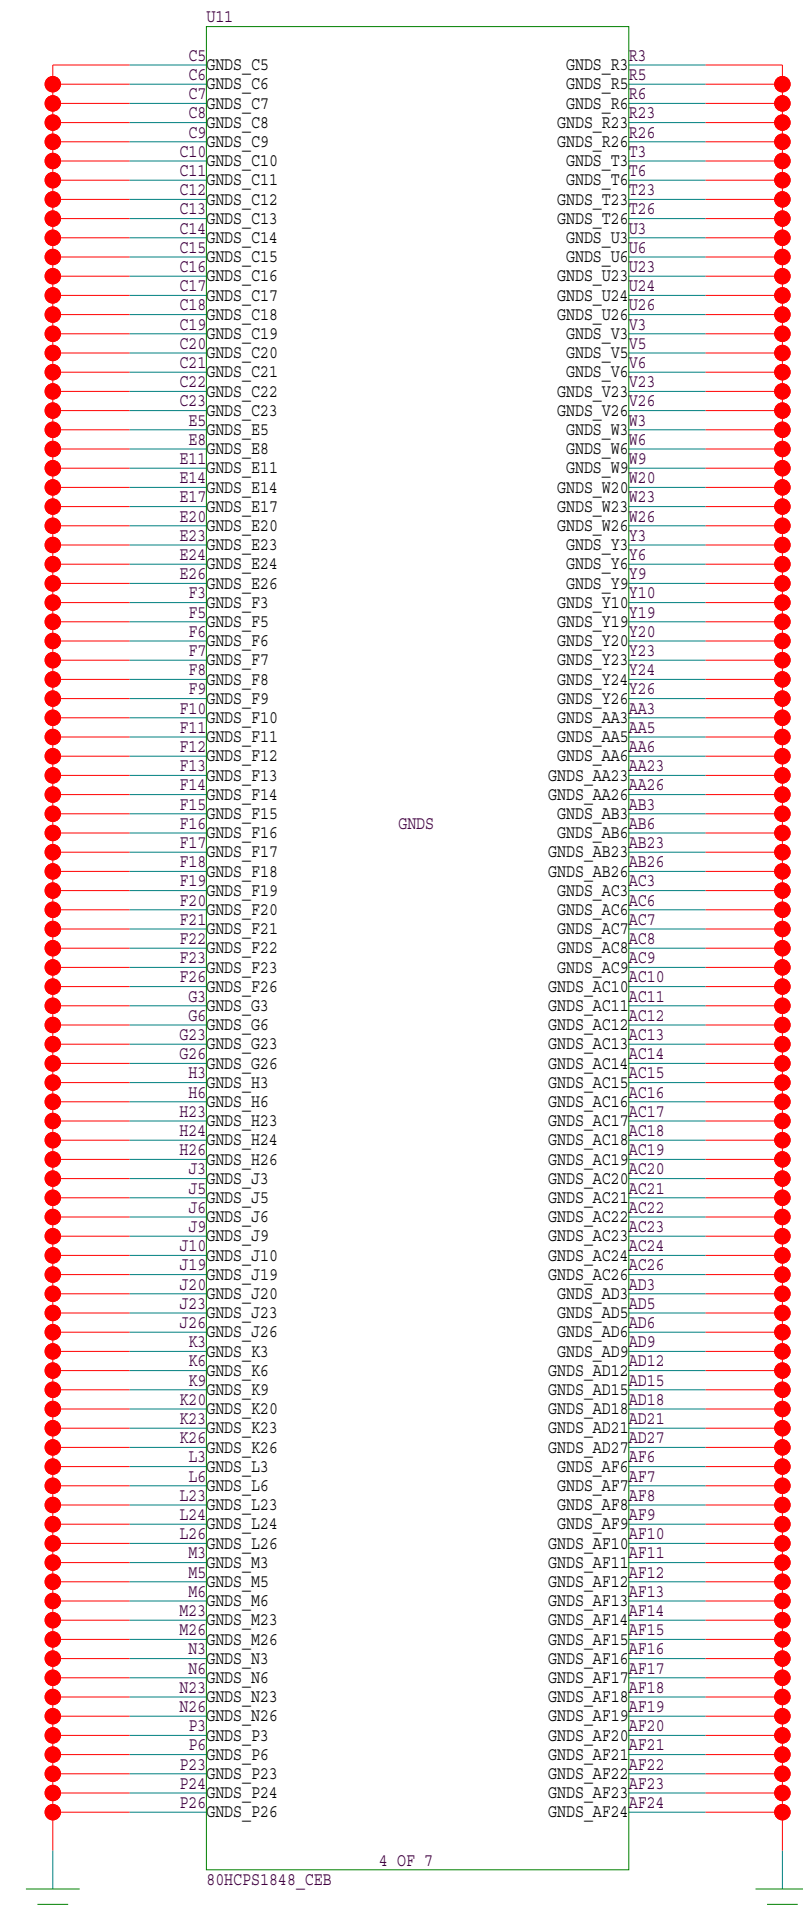 U11
C5 GNDS_C5 GNDS_R3 R3
C6 GNDS_C6 GNDS_R5 R5
C7 GNDS_C7 GNDS_R6 R6
C8 GNDS_C8 GNDS_R23 R23
C9 GNDS_C9 GNDS_R26 R26
C10 GNDS_C10 GNDS_T3 T3
C11 GNDS_C11 GNDS_T6 T6
C12 GNDS_C12 GNDS_T23 T23
C13 GNDS_C13 GNDS_T26 T26
C14 GNDS_C14 GNDS_U3 U3
C15 GNDS_C15 GNDS_U6 U6
C16 GNDS_C16 GNDS_U23 U23
C17 GNDS_C17 GNDS_U24 U24
C18 GNDS_C18 GNDS_U26 U26
C19 GNDS_C19 GNDS_V3 V3
C20 GNDS_C20 GNDS_V5 V5
C21 GNDS_C21 GNDS_V6 V6
C22 GNDS_C22 GNDS_V23 V23
C23 GNDS_C23 GNDS_V26 V26
E5 GNDS_E5 GNDS_W3 W3
E8 GNDS_E8 GNDS_W6 W6
E11 GNDS_E11 GNDS_W9 W9
E14 GNDS_E14 GNDS_W20 W20
E17 GNDS_E17 GNDS_W23 W23
E20 GNDS_E20 GNDS_W26 W26
E23 GNDS_E23 GNDS_Y3 Y3
E24 GNDS_E24 GNDS_Y6 Y6
E26 GNDS_E26 GNDS_Y9 Y9
F3 GNDS_F3 GNDS_Y10 Y10
F5 GNDS_F5 GNDS_Y19 Y19
F6 GNDS_F6 GNDS_Y20 Y20
F7 GNDS_F7 GNDS_Y23 Y23
F8 GNDS_F8 GNDS_Y24 Y24
F9 GNDS_F9 GNDS_Y26 Y26
F10 GNDS_F10 GNDS_AA3 AA3
F11 GNDS_F11 GNDS_AA5 AA5
F12 GNDS_F12 GNDS_AA6 AA6
F13 GNDS_F13 GNDS_AA23 AA23
F14 GNDS_F14 GNDS_AA26 AA26
F15 GNDS_F15 GNDS_AB3 AB3
GNDS
F16 GNDS_F16 GNDS_AB6 AB6
F17 GNDS_F17 GNDS_AB23 AB23
F18 GNDS_F18 GNDS_AB26 AB26
F19 GNDS_F19 GNDS_AC3 AC3
F20 GNDS_F20 GNDS_AC6 AC6
F21 GNDS_F21 GNDS_AC7 AC7
F22 GNDS_F22 GNDS_AC8 AC8
F23 GNDS_F23 GNDS_AC9 AC9
F26 GNDS_F26 GNDS_AC10 AC10
G3 GNDS_G3 GNDS_AC11 AC11
G6 GNDS_G6 GNDS_AC12 AC12
G23 GNDS_G23 GNDS_AC13 AC13
G26 GNDS_G26 GNDS_AC14 AC14
H3 GNDS_H3 GNDS_AC15 AC15
H6 GNDS_H6 GNDS_AC16 AC16
H23 GNDS_H23 GNDS_AC17 AC17
H24 GNDS_H24 GNDS_AC18 AC18
H26 GNDS_H26 GNDS_AC19 AC19
J3 GNDS_J3 GNDS_AC20 AC20
J5 GNDS_J5 GNDS_AC21 AC21
J6 GNDS_J6 GNDS_AC22 AC22
J9 GNDS_J9 GNDS_AC23 AC23
J10 GNDS_J10 GNDS_AC24 AC24
J19 GNDS_J19 GNDS_AC26 AC26
J20 GNDS_J20 GNDS_AD3 AD3
J23 GNDS_J23 GNDS_AD5 AD5
J26 GNDS_J26 GNDS_AD6 AD6
K3 GNDS_K3 GNDS_AD9 AD9
K6 GNDS_K6 GNDS_AD12 AD12
K9 GNDS_K9 GNDS_AD15 AD15
K20 GNDS_K20 GNDS_AD18 AD18
K23 GNDS_K23 GNDS_AD21 AD21
K26 GNDS_K26 GNDS_AD27 AD27
L3 GNDS_L3 GNDS_AF6 AF6
L6 GNDS_L6 GNDS_AF7 AF7
L23 GNDS_L23 GNDS_AF8 AF8
L24 GNDS_L24 GNDS_AF9 AF9
L26 GNDS_L26 GNDS_AF10 AF10
M3 GNDS_M3 GNDS_AF11 AF11
M5 GNDS_M5 GNDS_AF12 AF12
M6 GNDS_M6 GNDS_AF13 AF13
M23 GNDS_M23 GNDS_AF14 AF14
M26 GNDS_M26 GNDS_AF15 AF15
N3 GNDS_N3 GNDS_AF16 AF16
N6 GNDS_N6 GNDS_AF17 AF17
N23 GNDS_N23 GNDS_AF18 AF18
N26 GNDS_N26 GNDS_AF19 AF19
P3 GNDS_P3 GNDS_AF20 AF20
P6 GNDS_P6 GNDS_AF21 AF21
P23 GNDS_P23 GNDS_AF22 AF22
P24 GNDS_P24 GNDS_AF23 AF23
P26 GNDS_P26 GNDS_AF24 AF24
4 OF 7
80HCPS1848_CEB